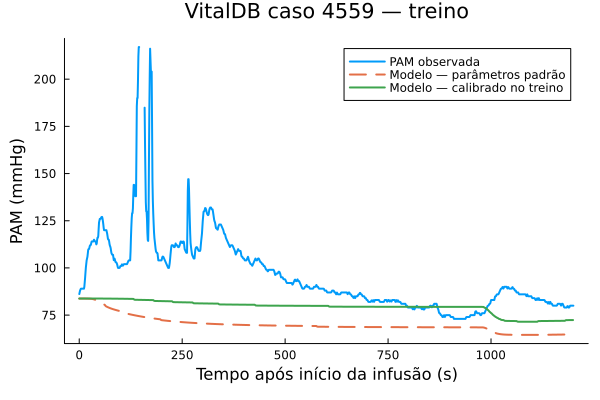 VitalDB caso 4559 — treino
PAM observada
Modelo — parâmetros padrão
Modelo — calibrado no treino
PAM (mmHg)
200
175
150
125
100
75
0
250
500
750
1000
Tempo após início da infusão (s)